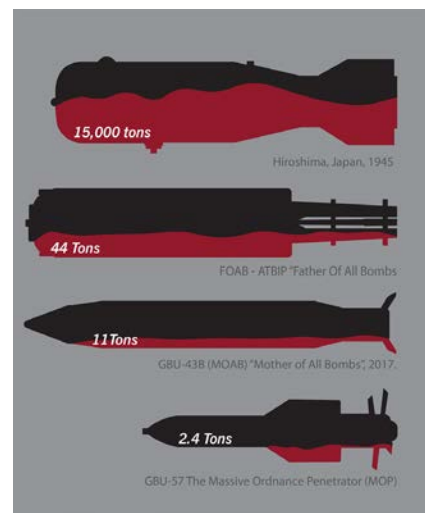 15,000 tons
Hiroshima, Japan, 1945
44 Tons
FOAB - ATBIP "Father Of All Bombs
11Tons
GBU-43B (MOAB) "Mother of All Bombs", 2017.
2.4 Tons
GBU-57 The Massive Ordnance Penetrator (MOP)